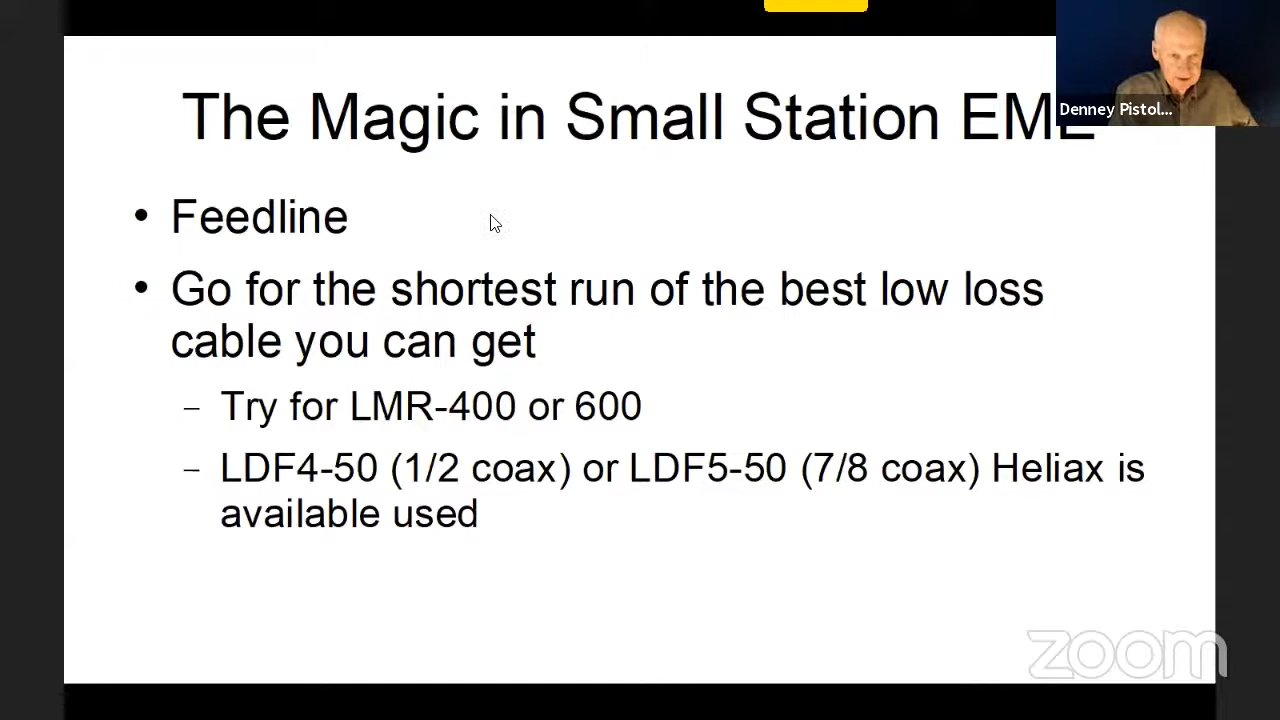 The Magic in Small Station EME
Denney Pistol...
• Feedline
• Go for the shortest run of the best low loss
cable you can get
– Try for LMR-400 or 600
– LDF4-50 (1/2 coax) or LDF5-50 (7/8 coax) Heliax is
available used
zoom